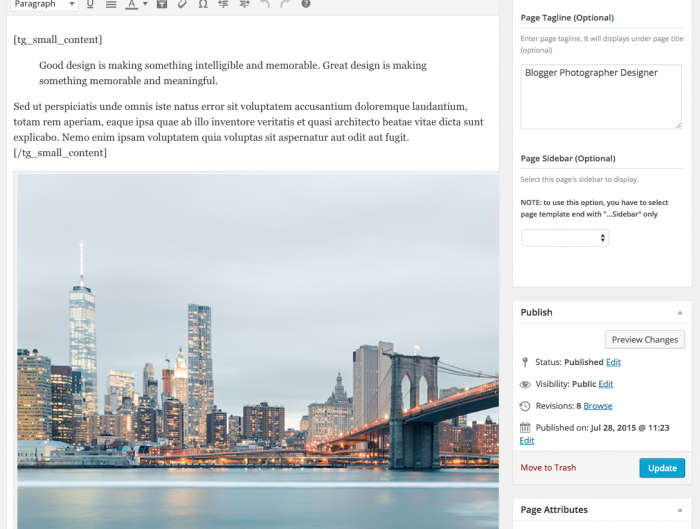 Paragraph
U
A
Ω
[tg_small_content]
Good design is making something intelligible and memorable. Great design is making
something memorable and meaningful.
Sed ut perspiciatis unde omnis iste natus error sit voluptatem accusantium doloremque laudantium,
totam rem aperiam, eaque ipsa quae ab illo inventore veritatis et quasi architecto beatae vitae dicta sunt
explicabo. Nemo enim ipsam voluptatem quia voluptas sit aspernatur aut odit aut fugit.
[/tg_small_content]
Page Tagline (Optional)
Enter page tagline. It will displays under page title
(optional)
Blogger Photographer Designer
Page Sidebar (Optional)
Select this page's sidebar to display.
NOTE: to use this option, you have to select
page template end with "...Sidebar" only
Publish
Preview Changes
Status: Published Edit
Visibility: Public Edit
Revisions: 8 Browse
Published on: Jul 28, 2015 @ 11:23
Edit
Move to Trash
Update
Page Attributes